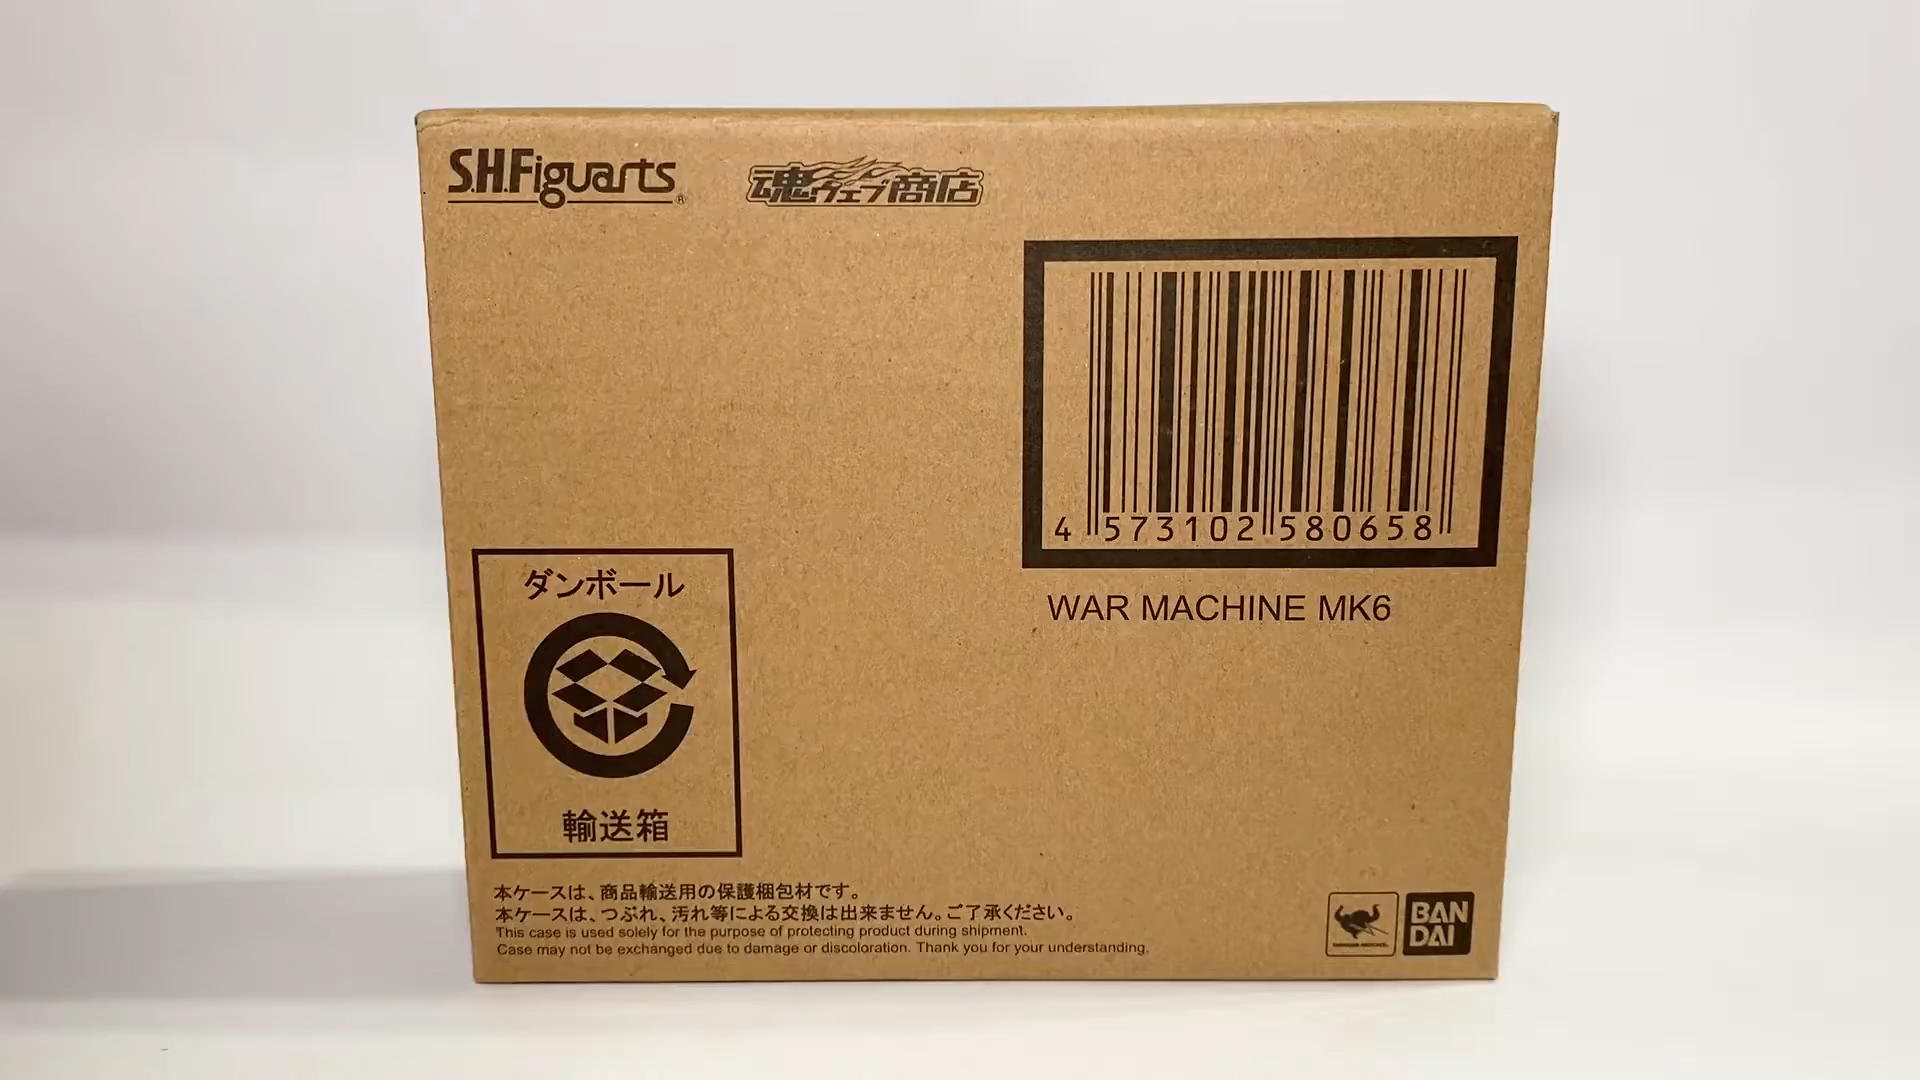 S.H.Figuarts®
魂ウェブ商店
4 573102 580658
WAR MACHINE MK6
ダンボール
輸送箱
本ケースは、商品輸送用の保護梱包材です。
本ケースは、つぶれ、汚れ等による交換は出来ません。ご了承ください。
This case is used solely for the purpose of protecting product during shipment.
Case may not be exchanged due to damage or discoloration. Thank you for your understanding.
BAN
DAI